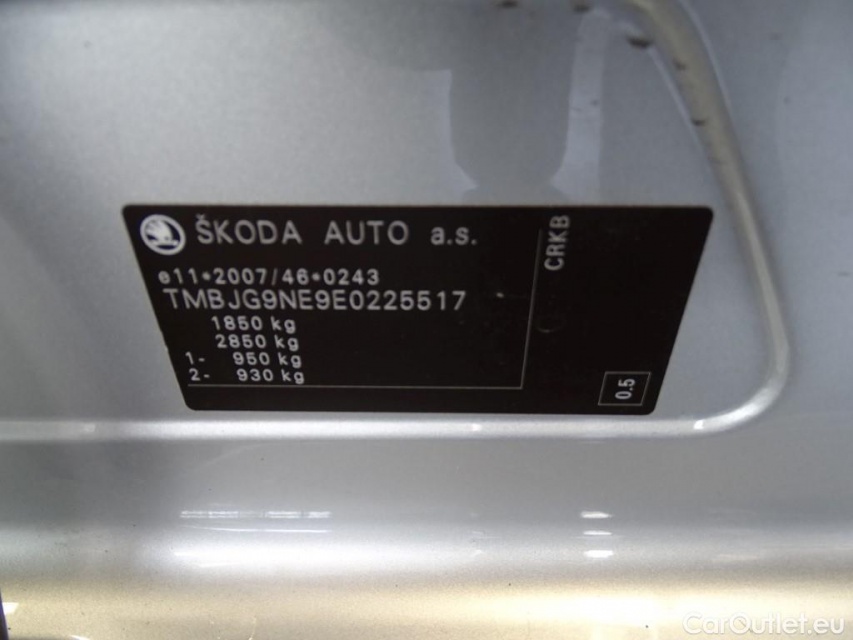 ŠKODA AUTO a.s.
e11*2007/46*0243
TMBJG9NE9E0225517
1850 kg
2850 kg
1- 950 kg
2- 930 kg
CRKB
0.5
CarOutlet.eu